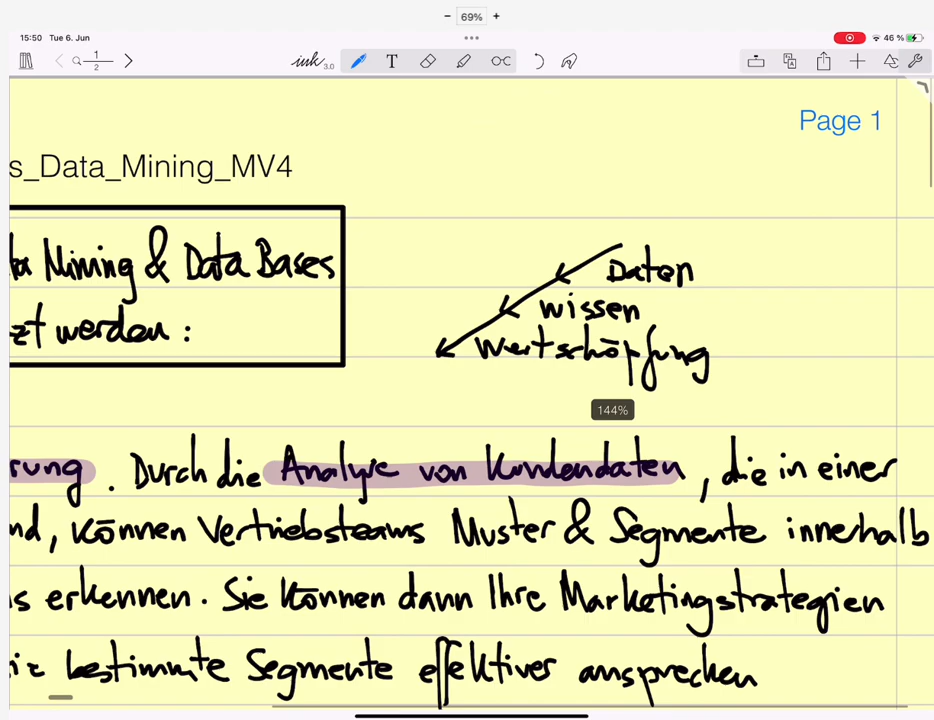 69%
15:50 Tue 6. Jun
46 %
1
2
ink 3.0
T
Page 1
s_Data_Mining_MV4
ta Mining & Data Bases
zt werden :
Daten
wissen
Wertschöpfung
144%
rung . Durch die Analyse von Kundendaten , die in einer
nd, können Vertriebsteams Muster & Segmente innerhalb
s erkennen. Sie können dann Ihre Marketingstrategien
bestimmte Segmente effektiver ansprechen